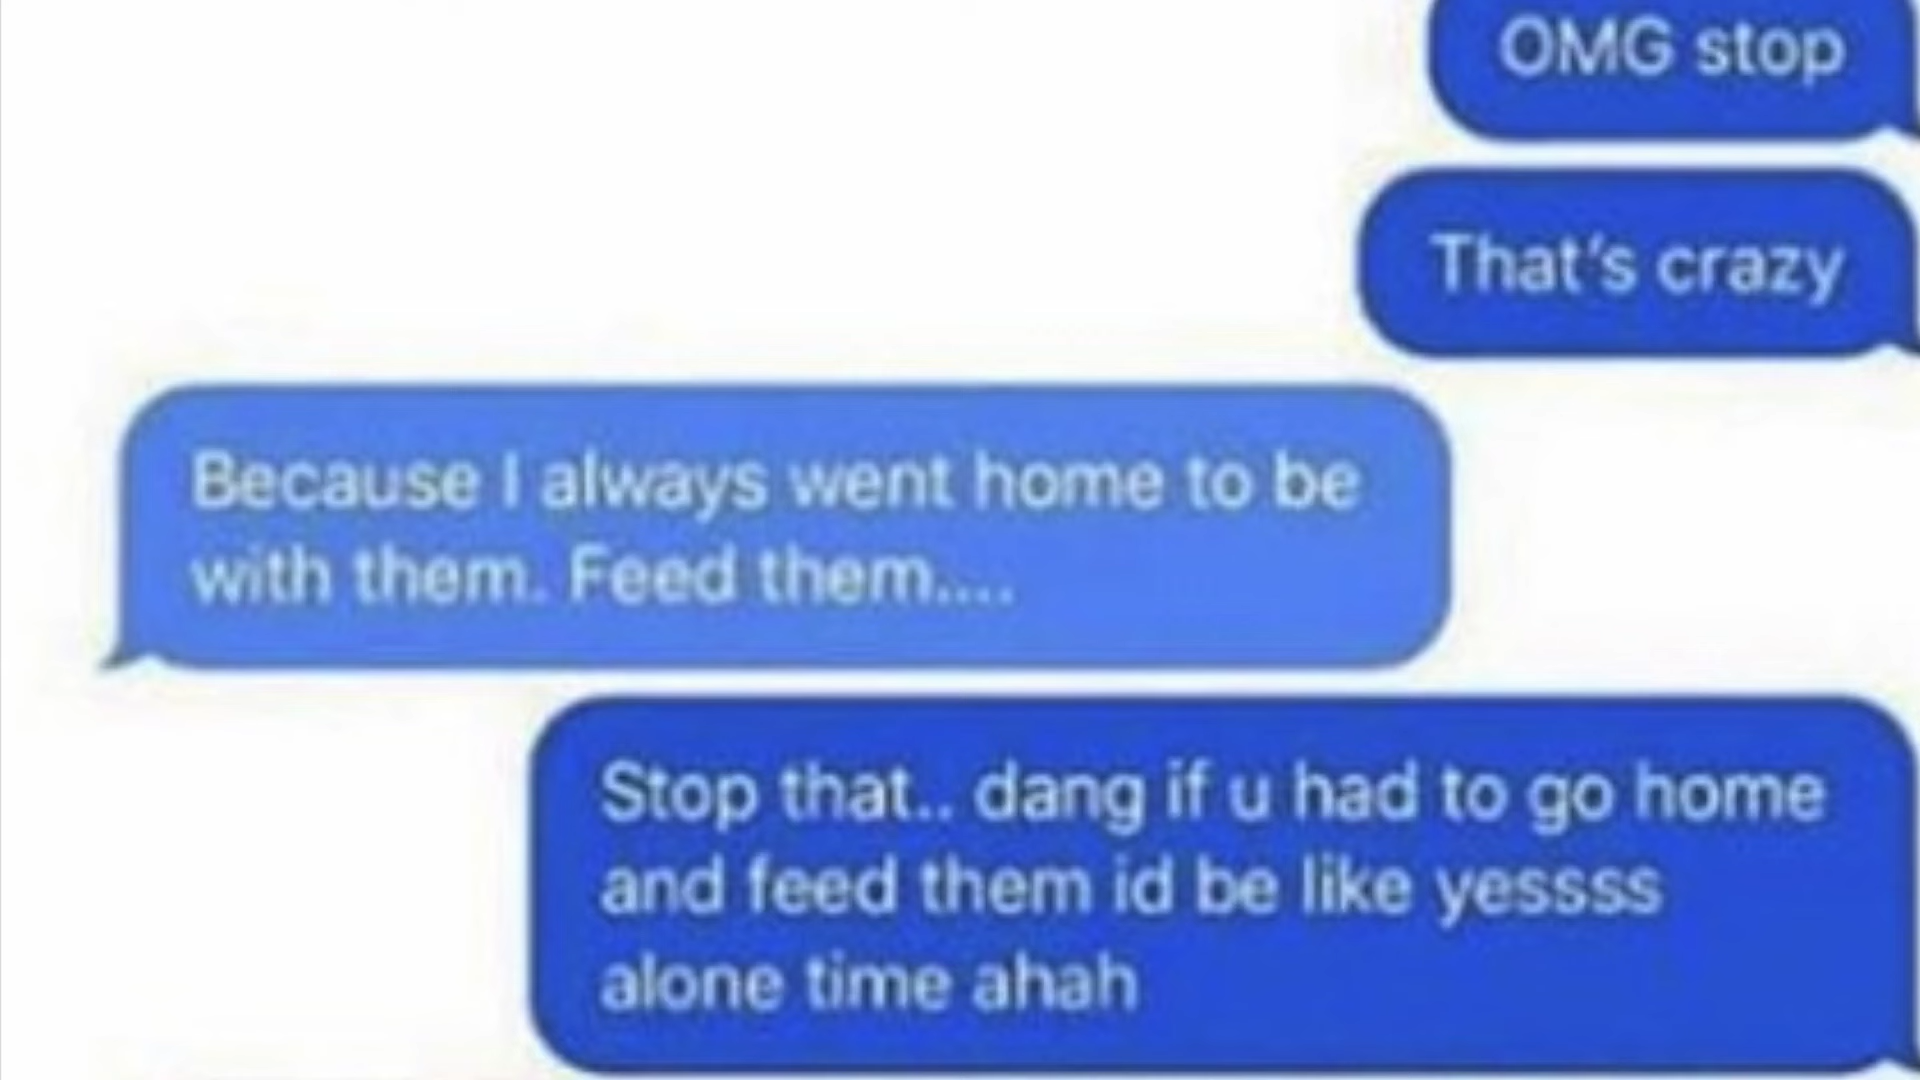 OMG stop
That's crazy
Because I always went home to be
with them. Feed them....
Stop that.. dang if u had to go home
and feed them id be like yessss
alone time ahah